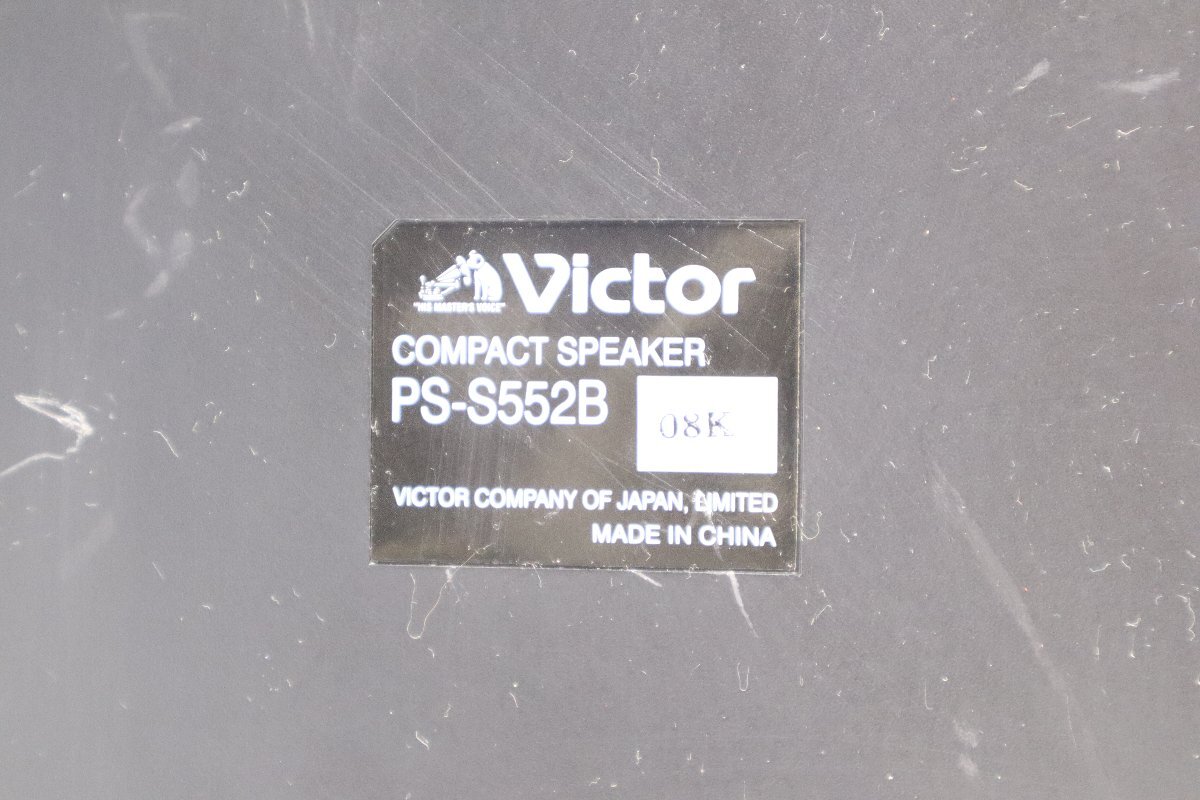 Victor
"HIS MASTER'S VOICE"
COMPACT SPEAKER
PS-S552B
08K
VICTOR COMPANY OF JAPAN, LIMITED
MADE IN CHINA